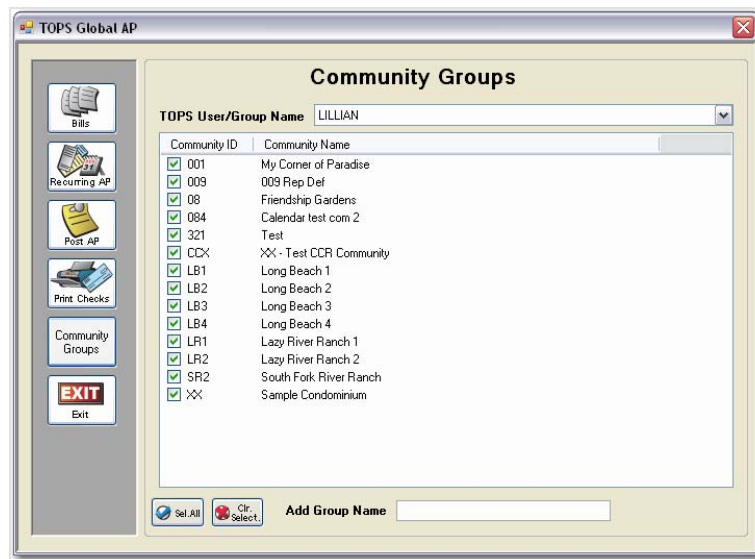 TOPS Global AP
Bills
Recurring AP
Post AP
Print Checks
Community
Groups
EXIT
Exit
Community Groups
TOPS User/Group Name LILLIAN
Community ID Community Name
001 My Corner of Paradise
009 009 Rep Def
08 Friendship Gardens
084 Calendar test com 2
321 Test
CCX XX - Test CCR Community
LB1 Long Beach 1
LB2 Long Beach 2
LB3 Long Beach 3
LB4 Long Beach 4
LR1 Lazy River Ranch 1
LR2 Lazy River Ranch 2
SR2 South Fork River Ranch
XX Sample Condominium
Sel.All
Clr.
Select.
Add Group Name